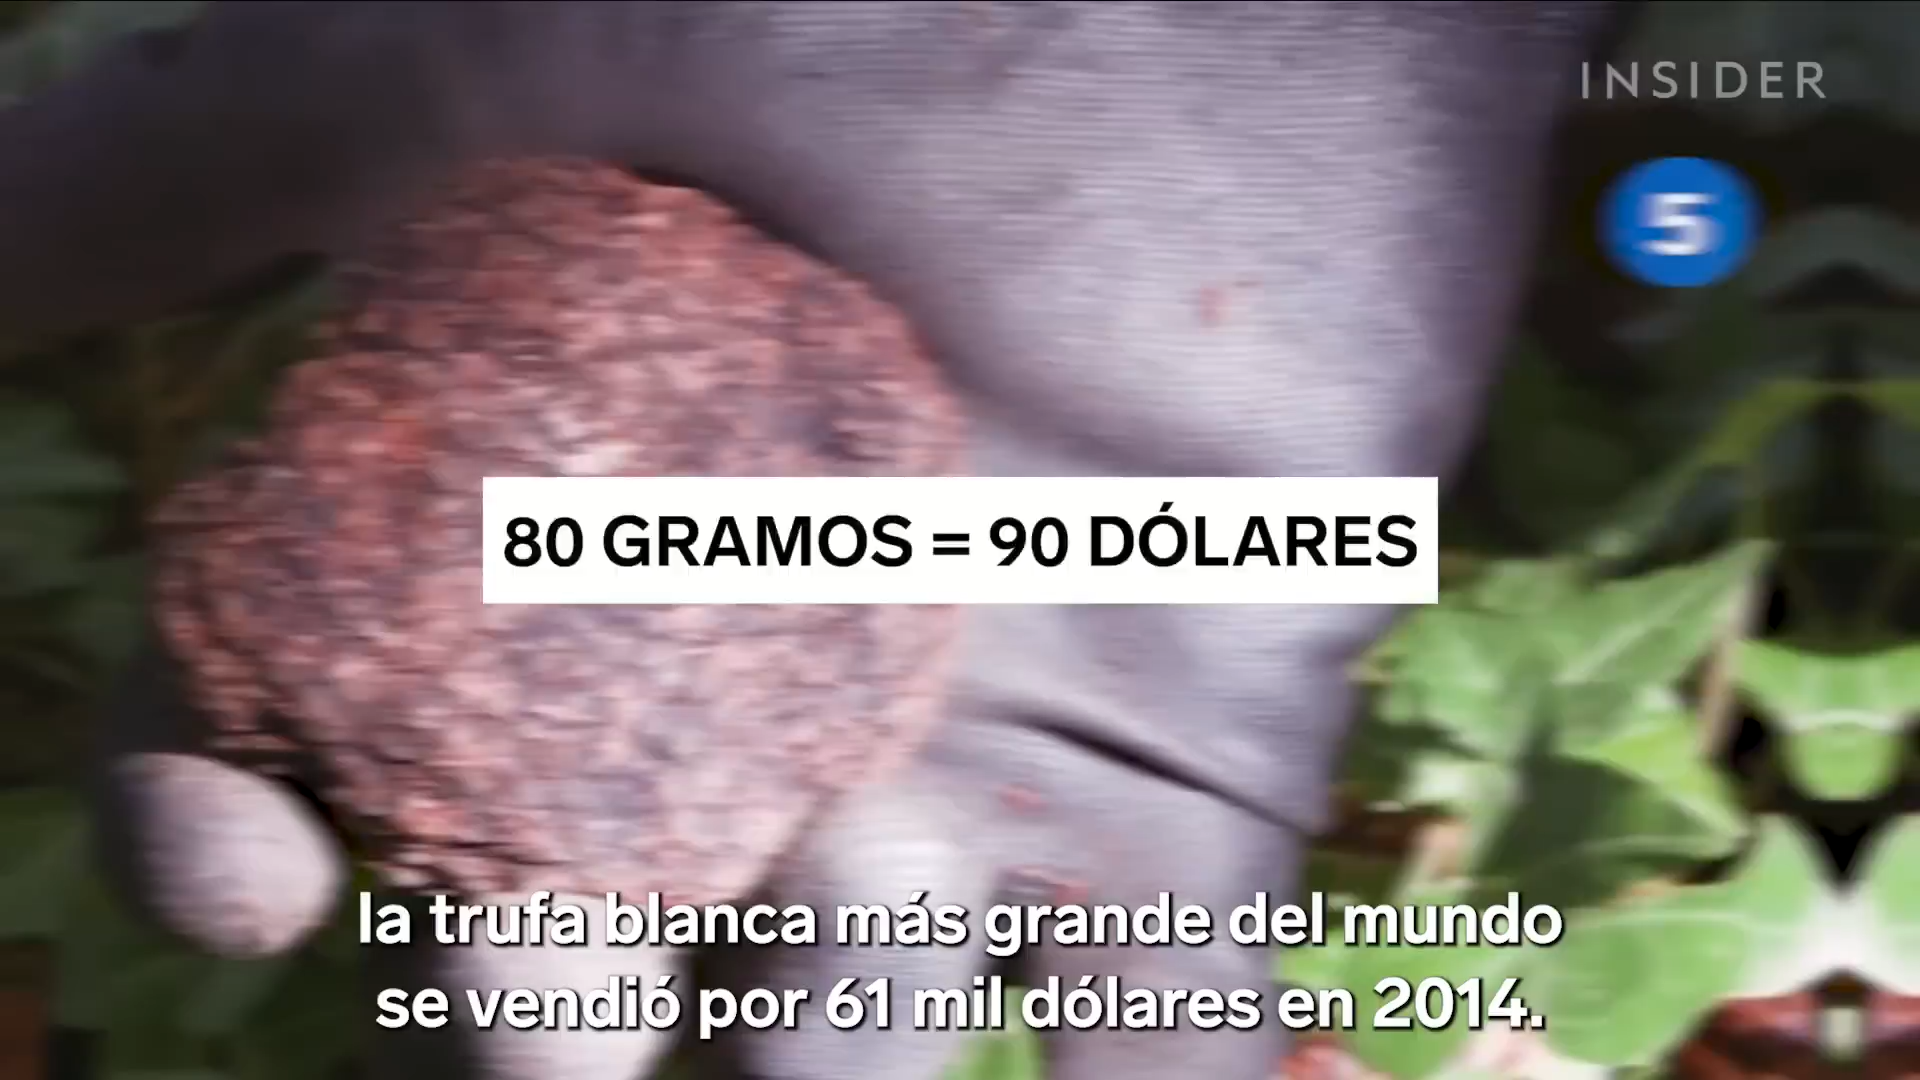 INSIDER
5
80 GRAMOS = 90 DÓLARES
la trufa blanca más grande del mundo
se vendió por 61 mil dólares en 2014.